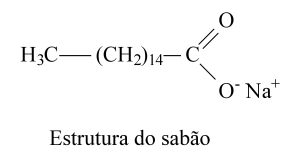 O
H₃C — (CH₂)₁₄ — C
O⁻ Na⁺
Estrutura do sabão